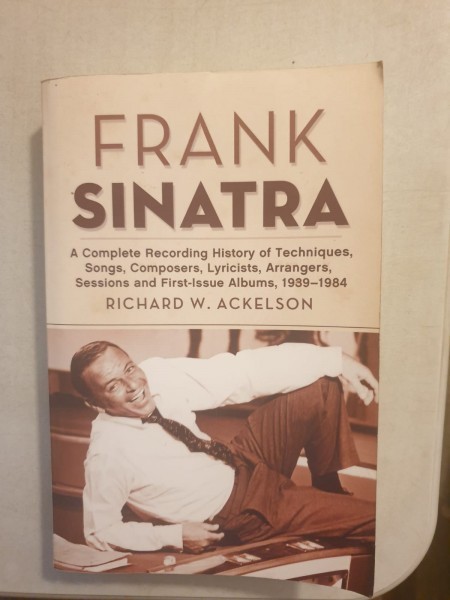 FRANK
SINATRA
A Complete Recording History of Techniques,
Songs, Composers, Lyricists, Arrangers,
Sessions and First-Issue Albums, 1939–1984
RICHARD W. ACKELSON